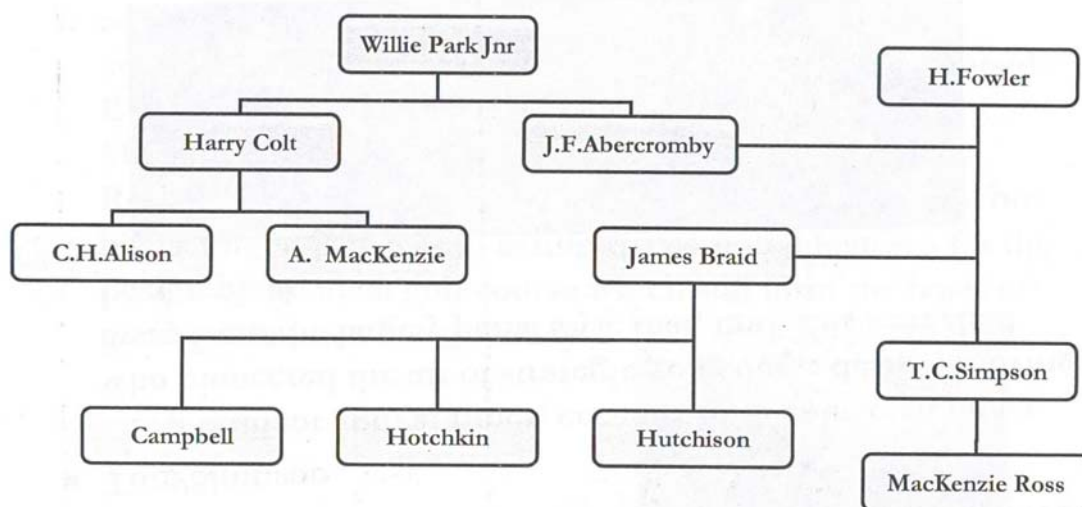 Willie Park Jnr
H.Fowler
Harry Colt
J.F.Abercromby
C.H.Alison
A. MacKenzie
James Braid
T.C.Simpson
Campbell
Hotchkin
Hutchison
MacKenzie Ross